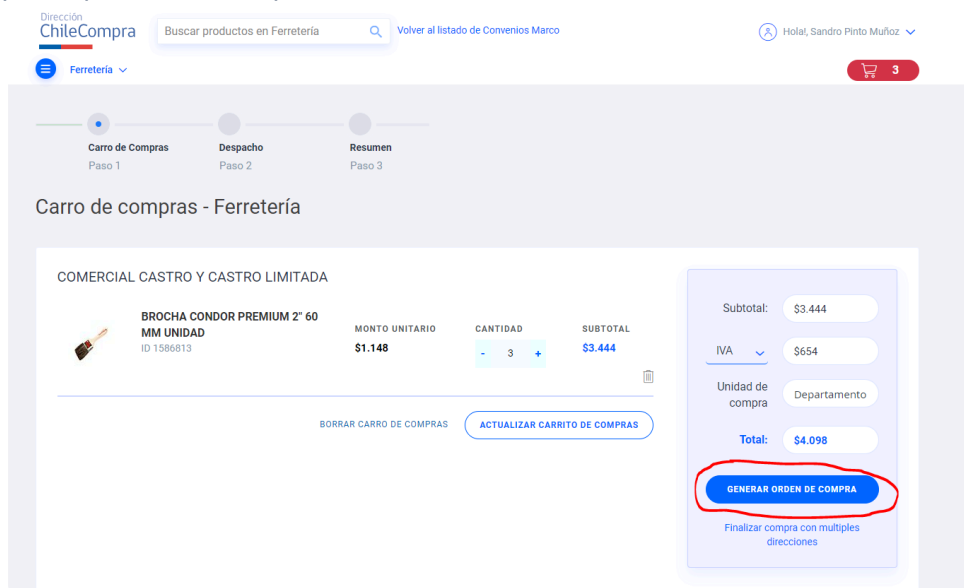 Dirección
ChileCompra
Buscar productos en Ferretería
Volver al listado de Convenios Marco
Hola!, Sandro Pinto Muñoz
Ferretería
3
Carro de Compras
Despacho
Resumen
Paso 1
Paso 2
Paso 3
Carro de compras - Ferretería
COMERCIAL CASTRO Y CASTRO LIMITADA
BROCHA CONDOR PREMIUM 2" 60
MM UNIDAD
ID 1586813
MONTO UNITARIO
$1.148
CANTIDAD
- 3 +
SUBTOTAL
$3.444
BORRAR CARRO DE COMPRAS
ACTUALIZAR CARRITO DE COMPRAS
Subtotal: $3.444
IVA $654
Unidad de
compra
Departamento
Total: $4.098
GENERAR ORDEN DE COMPRA
Finalizar compra con multiples
direcciones